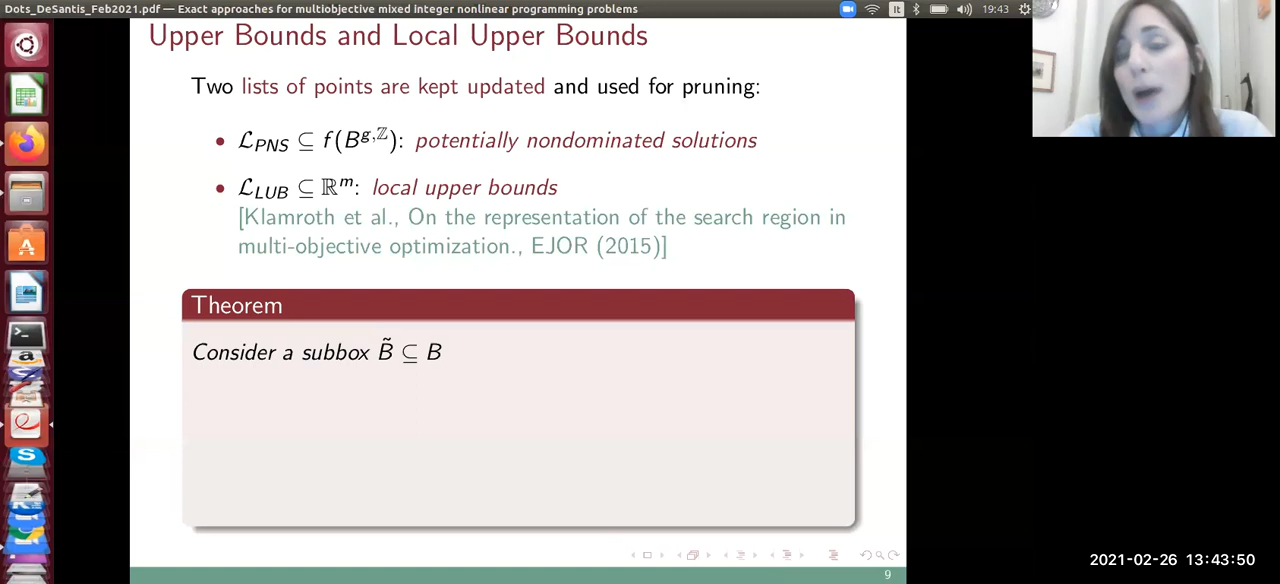 Dots_DeSantis_Feb2021.pdf — Exact approaches for multiobjective mixed integer nonlinear programming problems
It
19:43
Upper Bounds and Local Upper Bounds
Two lists of points are kept updated and used for pruning:
• ℒ_PNS ⊆ f(B^{g,ℤ}): potentially nondominated solutions
• ℒ_LUB ⊆ ℝ^m: local upper bounds
[Klamroth et al., On the representation of the search region in
multi-objective optimization., EJOR (2015)]
Theorem
Consider a subbox B̃ ⊆ B
9
2021-02-26 13:43:50